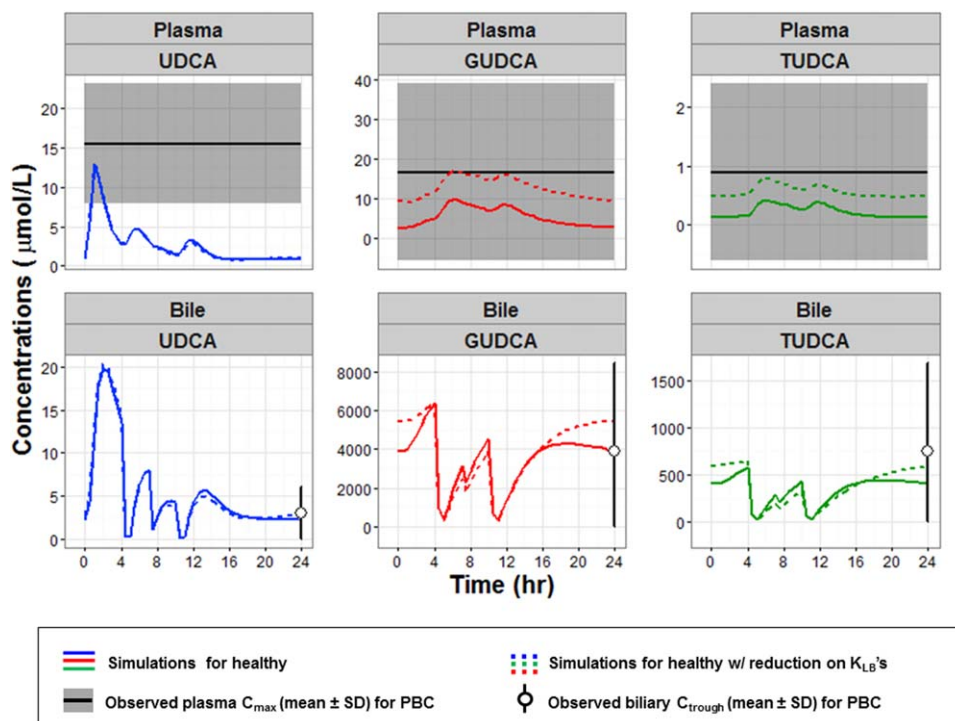 Plasma
Plasma
Plasma
UDCA
GUDCA
TUDCA
20
15
10
5
0
40
30
20
10
0
2
1
0
Concentrations ( μmol/L)
Bile
Bile
Bile
UDCA
GUDCA
TUDCA
20
15
10
5
0
8000
6000
4000
2000
0
1500
1000
500
0
0 4 8 12 16 20 24
0 4 8 12 16 20 24
0 4 8 12 16 20 24
Time (hr)
Simulations for healthy
Simulations for healthy w/ reduction on KLB's
Observed plasma Cmax (mean ± SD) for PBC
Observed biliary Ctrough (mean ± SD) for PBC